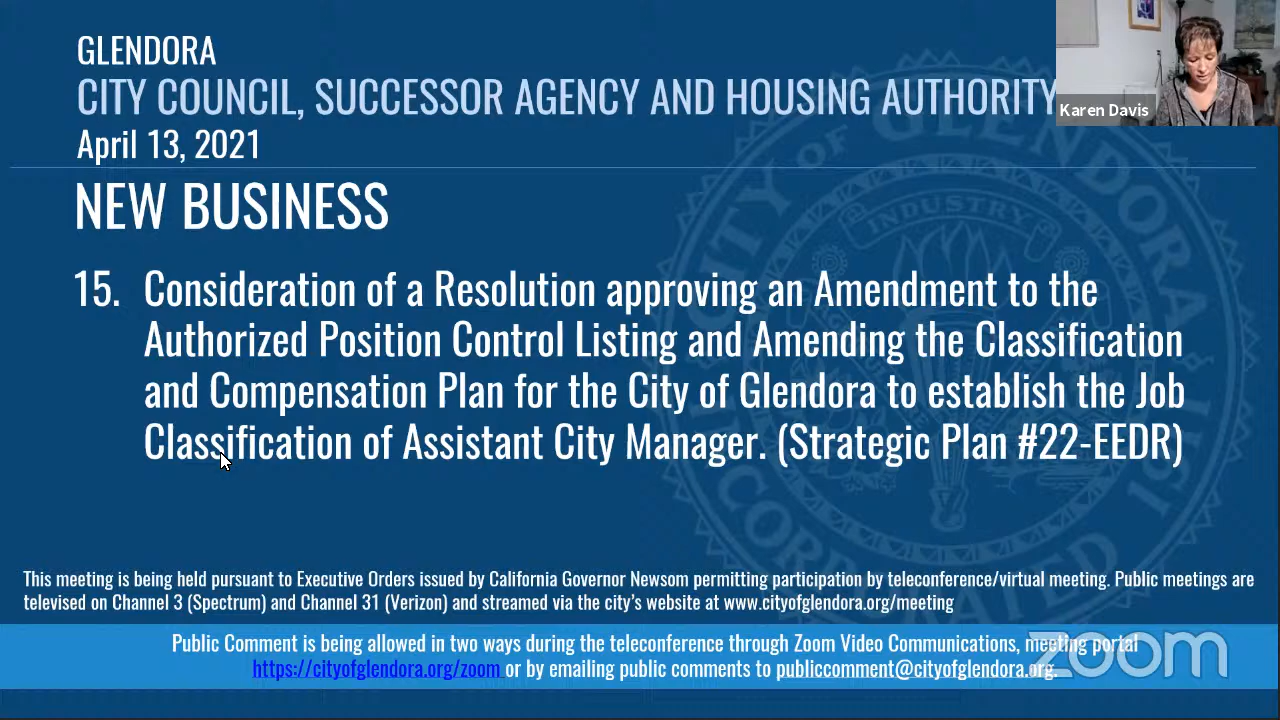 GLENDORA
CITY COUNCIL, SUCCESSOR AGENCY AND HOUSING AUTHORITY
April 13, 2021
Karen Davis
NEW BUSINESS
15. Consideration of a Resolution approving an Amendment to the
Authorized Position Control Listing and Amending the Classification
and Compensation Plan for the City of Glendora to establish the Job
Classification of Assistant City Manager. (Strategic Plan #22-EEDR)
CITY OF GLENDORA
INDUSTRY
INCORPORATED 1911
This meeting is being held pursuant to Executive Orders issued by California Governor Newsom permitting participation by teleconference/virtual meeting. Public meetings are
televised on Channel 3 (Spectrum) and Channel 31 (Verizon) and streamed via the city's website at www.cityofglendora.org/meeting
Public Comment is being allowed in two ways during the teleconference through Zoom Video Communications, meeting portal
https://cityofglendora.org/zoom or by emailing public comments to publiccomment@cityofglendora.org.
zoom